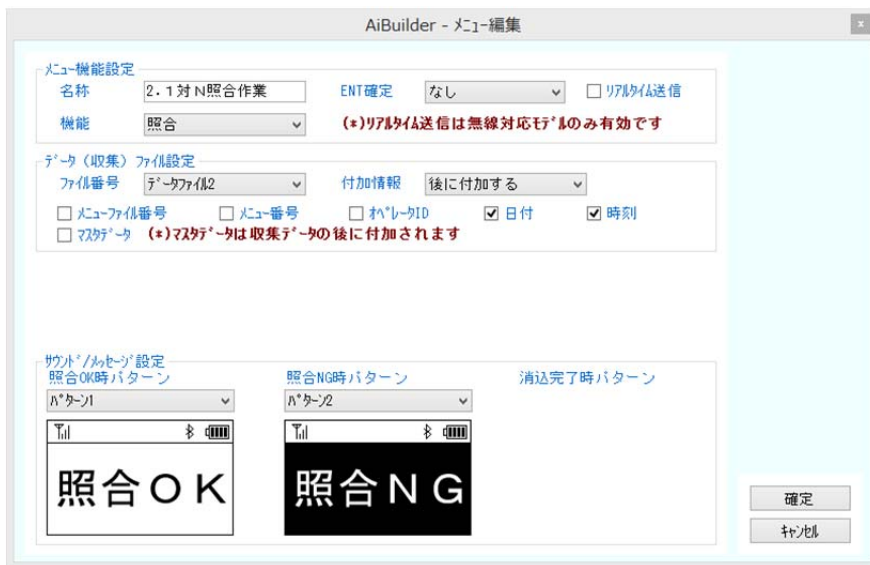 AiBuilder - ﾒﾆｭｰ編集
x
ﾒﾆｭｰ機能設定
名称 2．１対Ｎ照合作業 ENT確定 なし ﾘｱﾙﾀｲﾑ送信
機能 照合 (*)ﾘｱﾙﾀｲﾑ送信は無線対応ﾓﾃﾞﾙのみ有効です
ﾃﾞｰﾀ（収集）ﾌｧｲﾙ設定
ﾌｧｲﾙ番号 ﾃﾞｰﾀﾌｧｲﾙ2 付加情報 後に付加する
ﾒﾆｭｰﾌｧｲﾙ番号 ﾒﾆｭｰ番号 ｵﾍﾟﾚｰﾀID 日付 時刻
ﾏｽﾀﾃﾞｰﾀ (*)ﾏｽﾀﾃﾞｰﾀは収集ﾃﾞｰﾀの後に付加されます
ｻｳﾝﾄﾞ/ﾒｯｾｰｼﾞ設定
照合OK時パターン 照合NG時パターン 消込完了時パターン
ﾊﾟﾀｰﾝ1 ﾊﾟﾀｰﾝ2
照合ＯＫ 照合ＮＧ
確定
ｷｬﾝｾﾙ